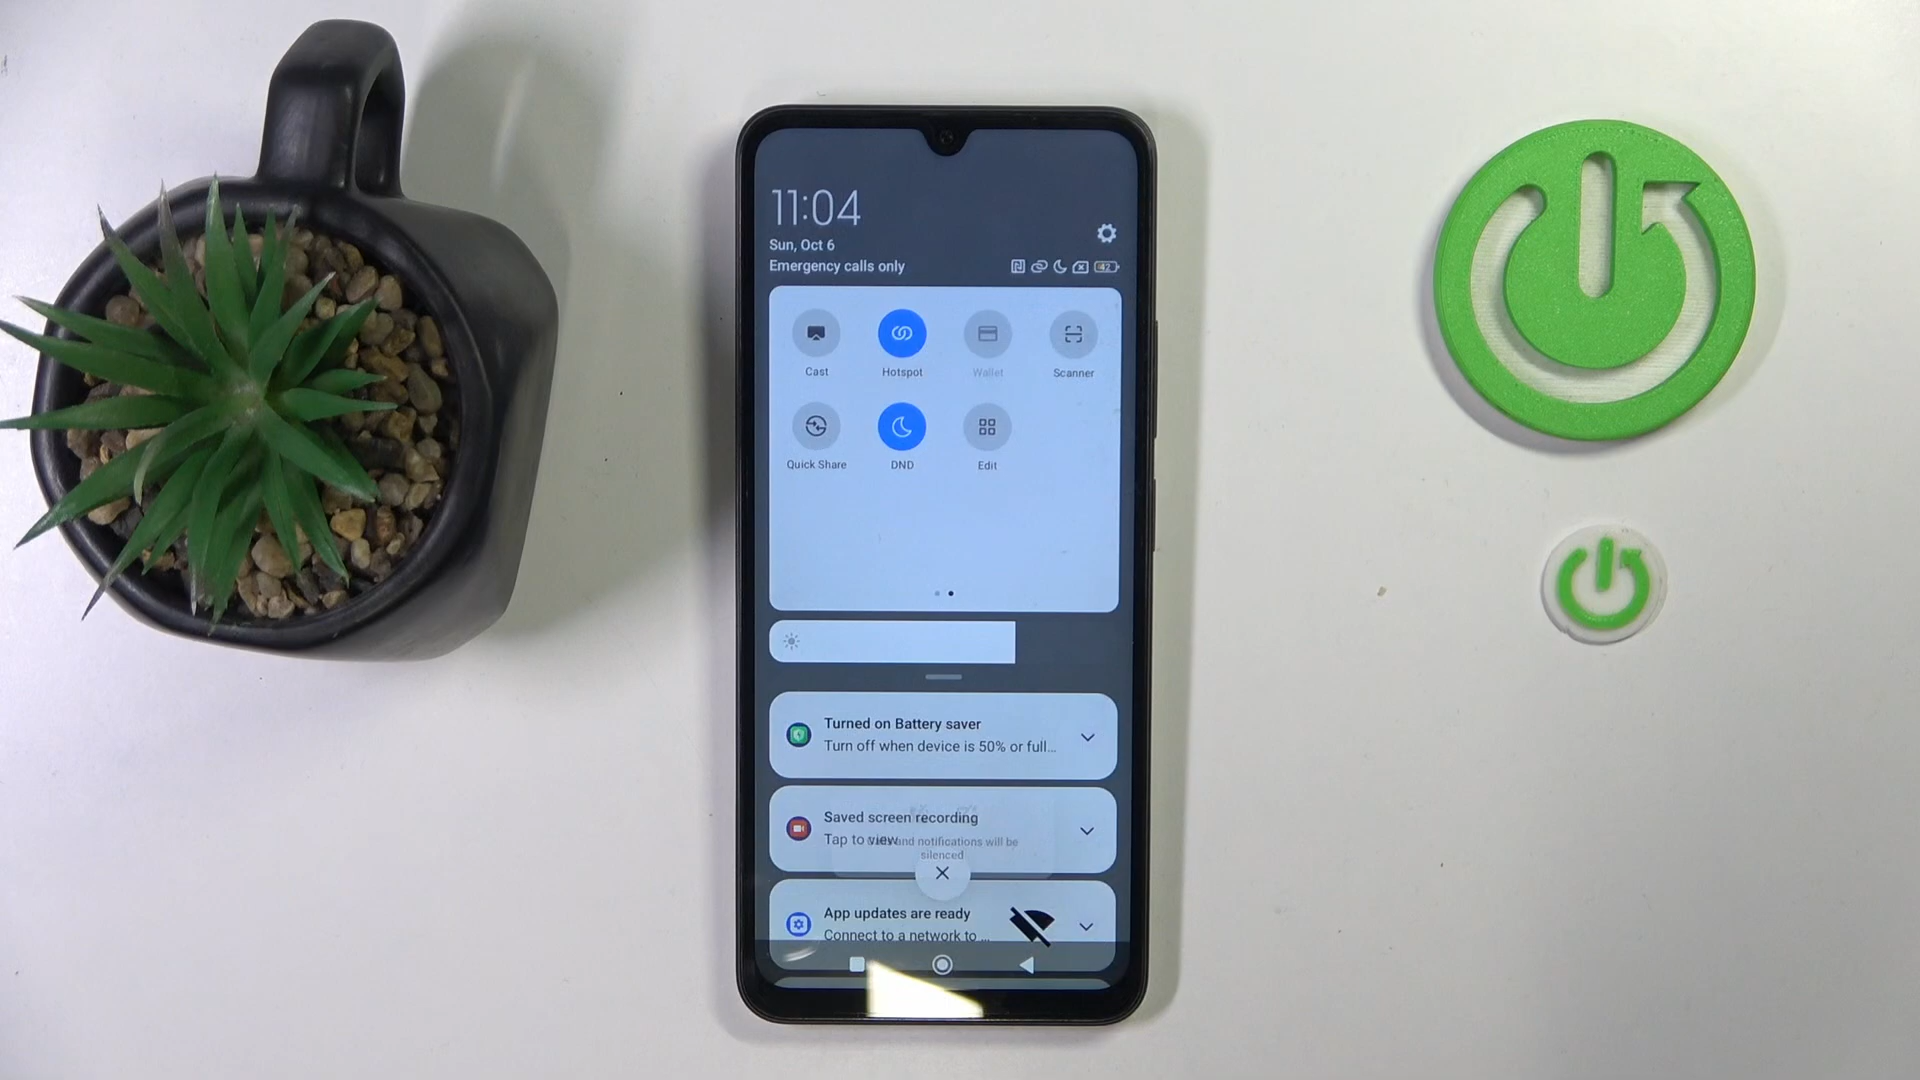 11:04
Sun, Oct 6
Emergency calls only
42
Cast
Hotspot
Wallet
Scanner
Quick Share
DND
Edit
Turned on Battery saver
Turn off when device is 50% or full...
Saved screen recording
Tap to view
and notifications will be
silenced
App updates are ready
Connect to a network to ...